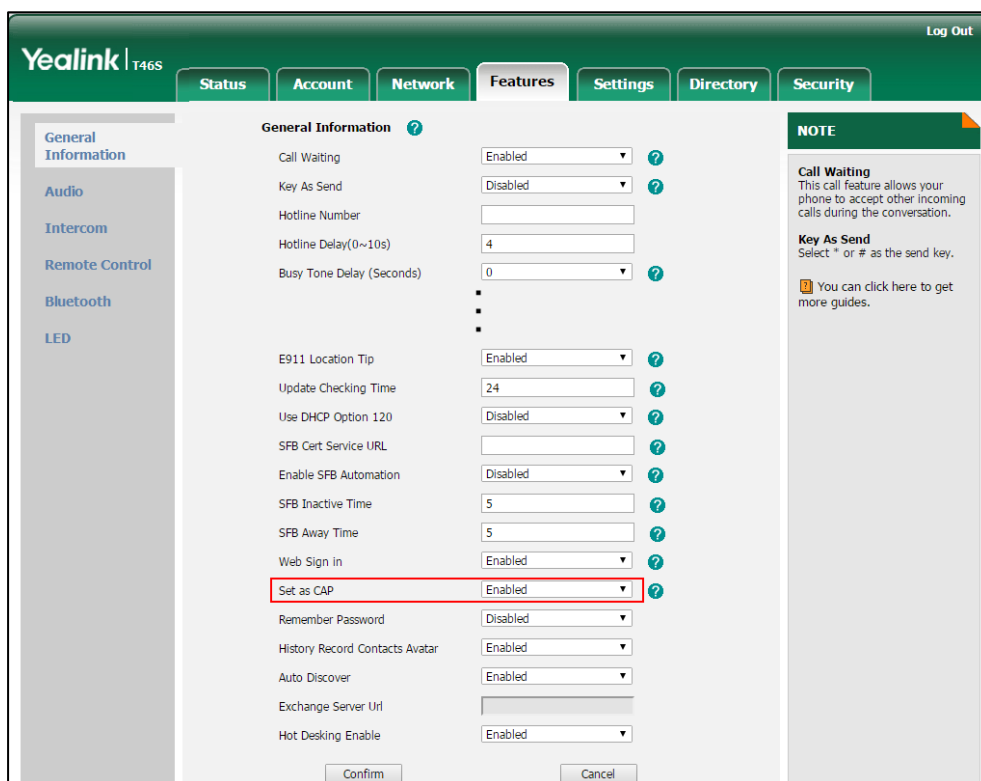 Log Out
Yealink T46S
Status Account Network Features Settings Directory Security
General
Information
Audio
Intercom
Remote Control
Bluetooth
LED
General Information ?
Call Waiting Enabled ?
Key As Send Disabled ?
Hotline Number
Hotline Delay(0~10s) 4
Busy Tone Delay (Seconds) 0 ?
E911 Location Tip Enabled ?
Update Checking Time 24 ?
Use DHCP Option 120 Disabled ?
SFB Cert Service URL ?
Enable SFB Automation Disabled ?
SFB Inactive Time 5 ?
SFB Away Time 5 ?
Web Sign in Enabled ?
Set as CAP Enabled ?
Remember Password Disabled
History Record Contacts Avatar Enabled
Auto Discover Enabled
Exchange Server Url
Hot Desking Enable Enabled
Confirm Cancel
NOTE
Call Waiting
This call feature allows your
phone to accept other incoming
calls during the conversation.
Key As Send
Select * or # as the send key.
? You can click here to get
more guides.